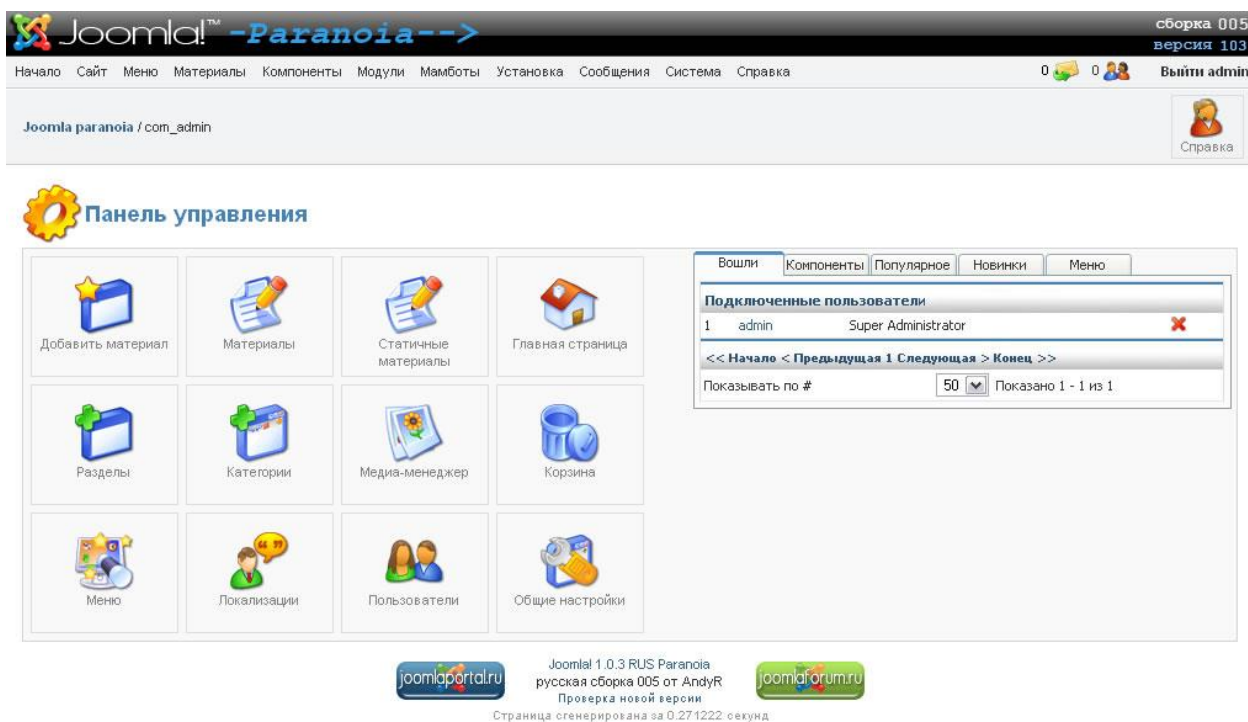 Joomla!™ -Paranoia-->
сборка 005
версия 103
Начало Сайт Меню Материалы Компоненты Модули Мамботы Установка Сообщения Система Справка 0 0 Выйти admin
Joomla paranoia / com_admin
Справка
Панель управления
Добавить материал Материалы Статичные материалы Главная страница
Разделы Категории Медиа-менеджер Корзина
Меню Локализации Пользователи Общие настройки
Вошли Компоненты Популярное Новинки Меню
Подключенные пользователи
1 admin Super Administrator
<< Начало < Предыдущая 1 Следующая > Конец >>
Показывать по # 50 Показано 1 - 1 из 1
joomlaportal.ru
Joomla! 1.0.3 RUS Paranoia
русская сборка 005 от AndyR
Проверка новой версии
joomlaforum.ru
Страница сгенерирована за 0.271222 секунд